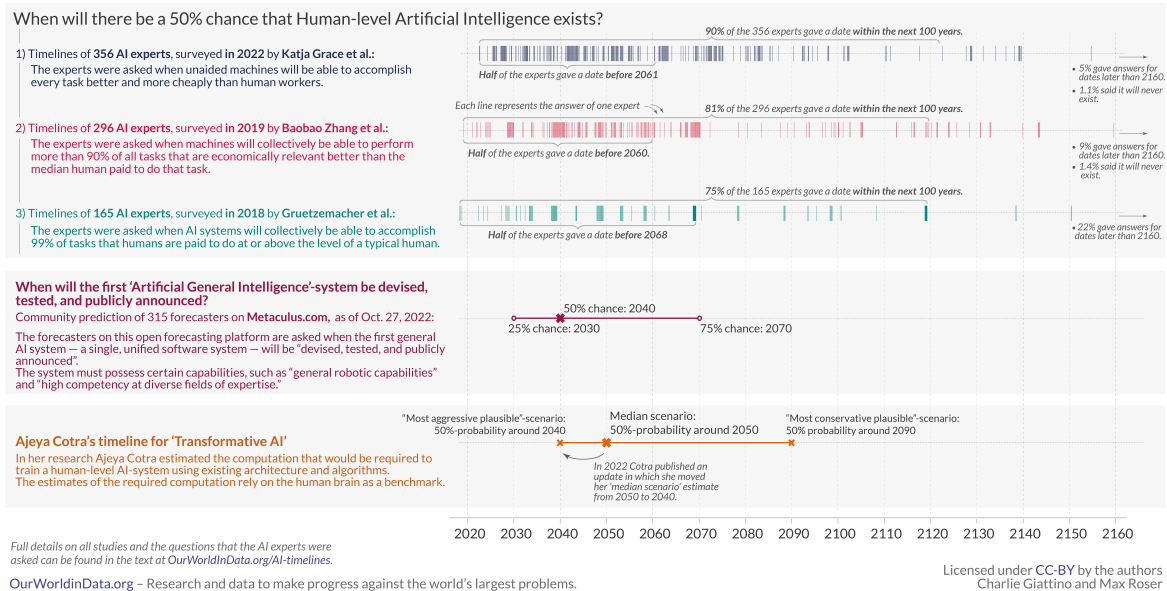 When will there be a 50% chance that Human-level Artificial Intelligence exists?
1) Timelines of 356 AI experts, surveyed in 2022 by Katja Grace et al.:
The experts were asked when unaided machines will be able to accomplish
every task better and more cheaply than human workers.
90% of the 356 experts gave a date within the next 100 years.
Half of the experts gave a date before 2061
• 5% gave answers for
dates later than 2160.
• 1.1% said it will never
exist.
Each line represents the answer of one expert
2) Timelines of 296 AI experts, surveyed in 2019 by Baobao Zhang et al.:
The experts were asked when machines will collectively be able to perform
more than 90% of all tasks that are economically relevant better than the
median human paid to do that task.
81% of the 296 experts gave a date within the next 100 years.
Half of the experts gave a date before 2060.
• 9% gave answers for
dates later than 2160.
• 1.4% said it will never
exist.
3) Timelines of 165 AI experts, surveyed in 2018 by Gruetzemacher et al.:
The experts were asked when AI systems will collectively be able to accomplish
99% of tasks that humans are paid to do at or above the level of a typical human.
75% of the 165 experts gave a date within the next 100 years.
Half of the experts gave a date before 2068
• 22% gave answers for
dates later than 2160.
When will the first ‘Artificial General Intelligence’-system be devised,
tested, and publicly announced?
Community prediction of 315 forecasters on Metaculus.com, as of Oct. 27, 2022:
The forecasters on this open forecasting platform are asked when the first general
AI system — a single, unified software system — will be “devised, tested, and publicly
announced”.
The system must possess certain capabilities, such as “general robotic capabilities”
and “high competency at diverse fields of expertise.”
50% chance: 2040
25% chance: 2030
75% chance: 2070
Ajeya Cotra’s timeline for ‘Transformative AI’
In her research Ajeya Cotra estimated the computation that would be required to
train a human-level AI-system using existing architecture and algorithms.
The estimates of the required computation rely on the human brain as a benchmark.
“Most aggressive plausible”-scenario:
50%-probability around 2040
Median scenario:
50%-probability around 2050
“Most conservative plausible”-scenario:
50% probability around 2090
In 2022 Cotra published an
update in which she moved
her ‘median scenario’ estimate
from 2050 to 2040.
2020 2030 2040 2050 2060 2070 2080 2090 2100 2110 2120 2130 2140 2150 2160
Full details on all studies and the questions that the AI experts were
asked can be found in the text at OurWorldInData.org/AI-timelines.
OurWorldinData.org – Research and data to make progress against the world’s largest problems.
Licensed under CC-BY by the authors
Charlie Giattino and Max Roser